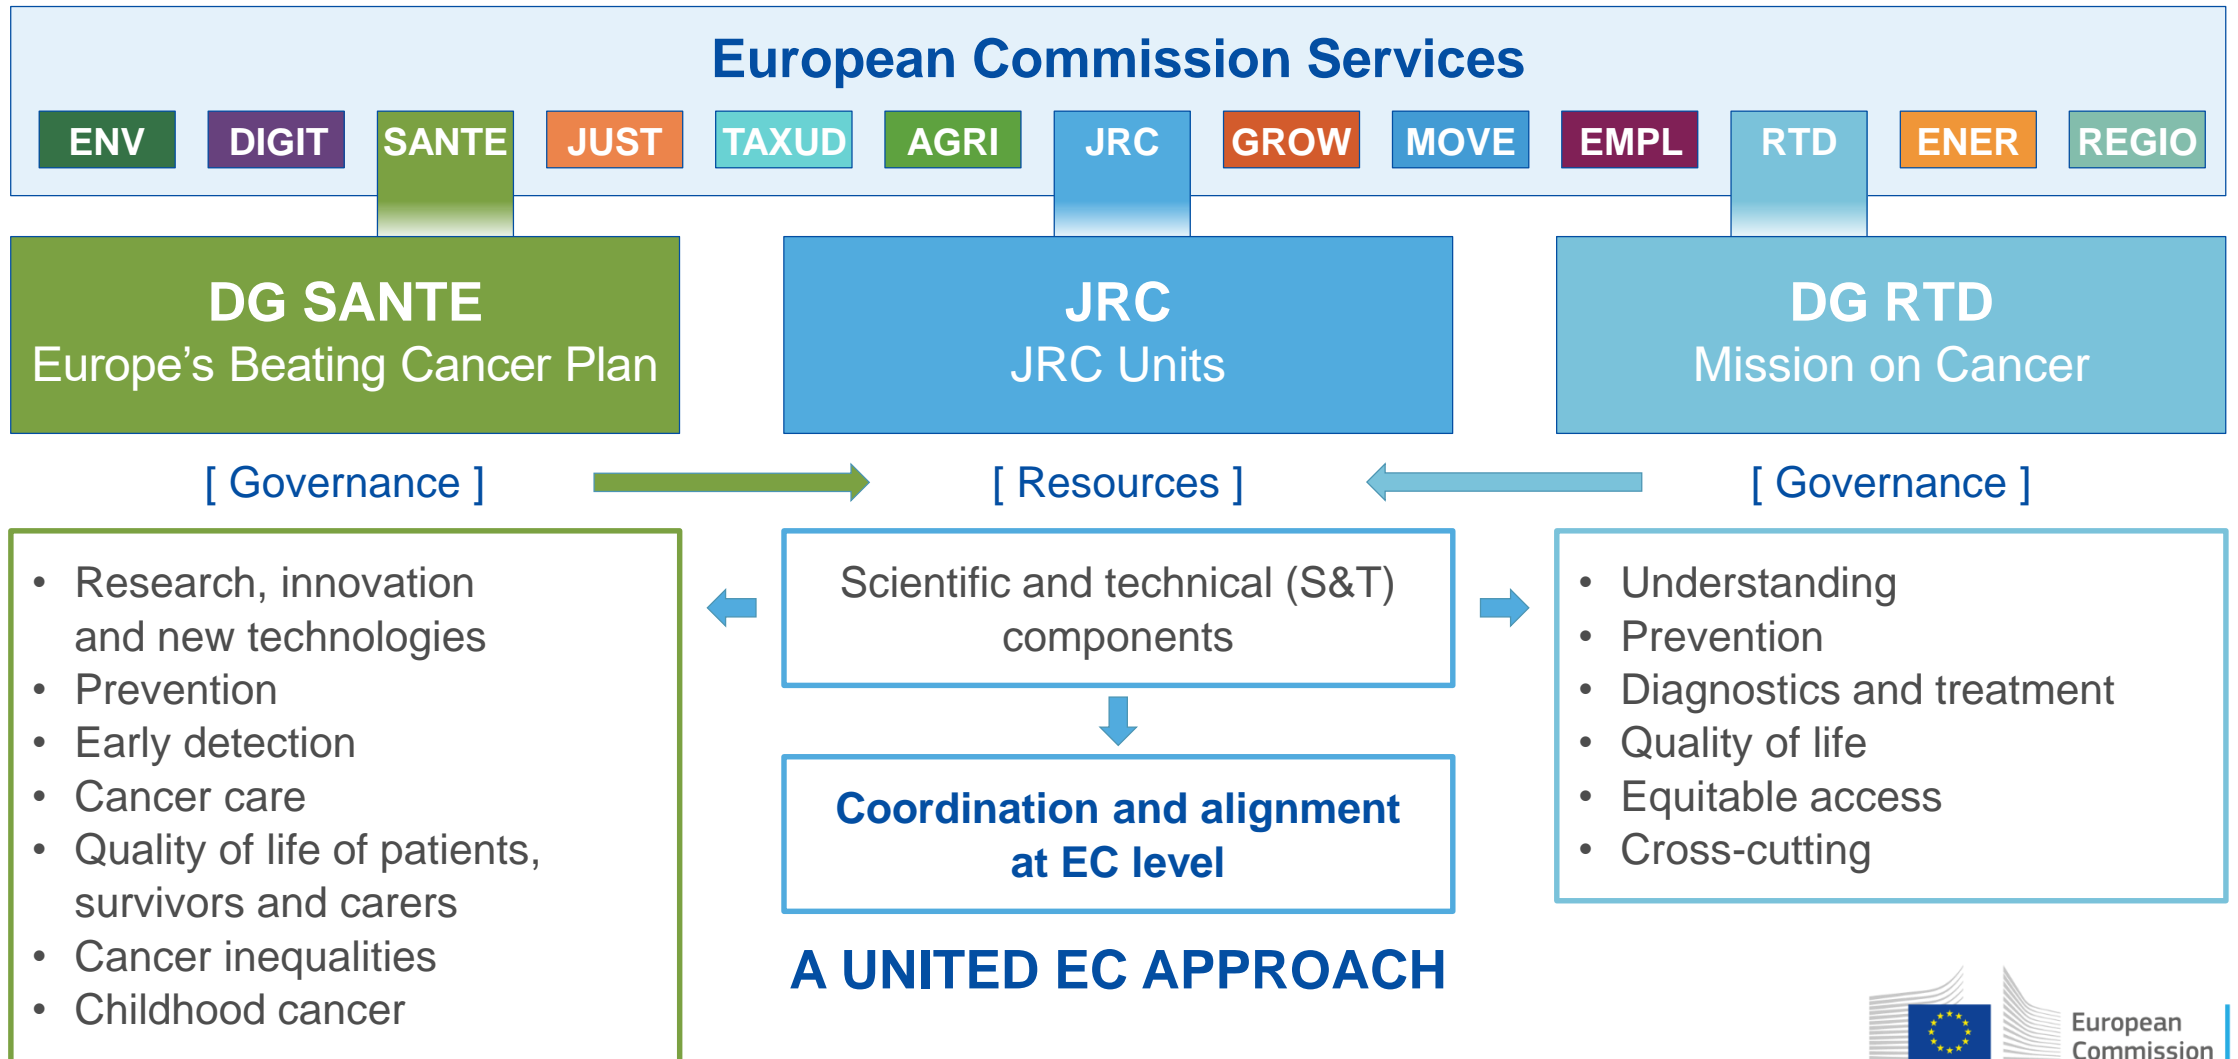 European Commission Services
ENV DIGIT SANTE JUST TAXUD AGRI JRC GROW MOVE EMPL RTD ENER REGIO
DG SANTE
Europe’s Beating Cancer Plan
JRC
JRC Units
DG RTD
Mission on Cancer
[ Governance ]
[ Resources ]
[ Governance ]
• Research, innovation
and new technologies
• Prevention
• Early detection
• Cancer care
• Quality of life of patients,
survivors and carers
• Cancer inequalities
• Childhood cancer
Scientific and technical (S&T)
components
Coordination and alignment
at EC level
A UNITED EC APPROACH
• Understanding
• Prevention
• Diagnostics and treatment
• Quality of life
• Equitable access
• Cross-cutting
European
Commission